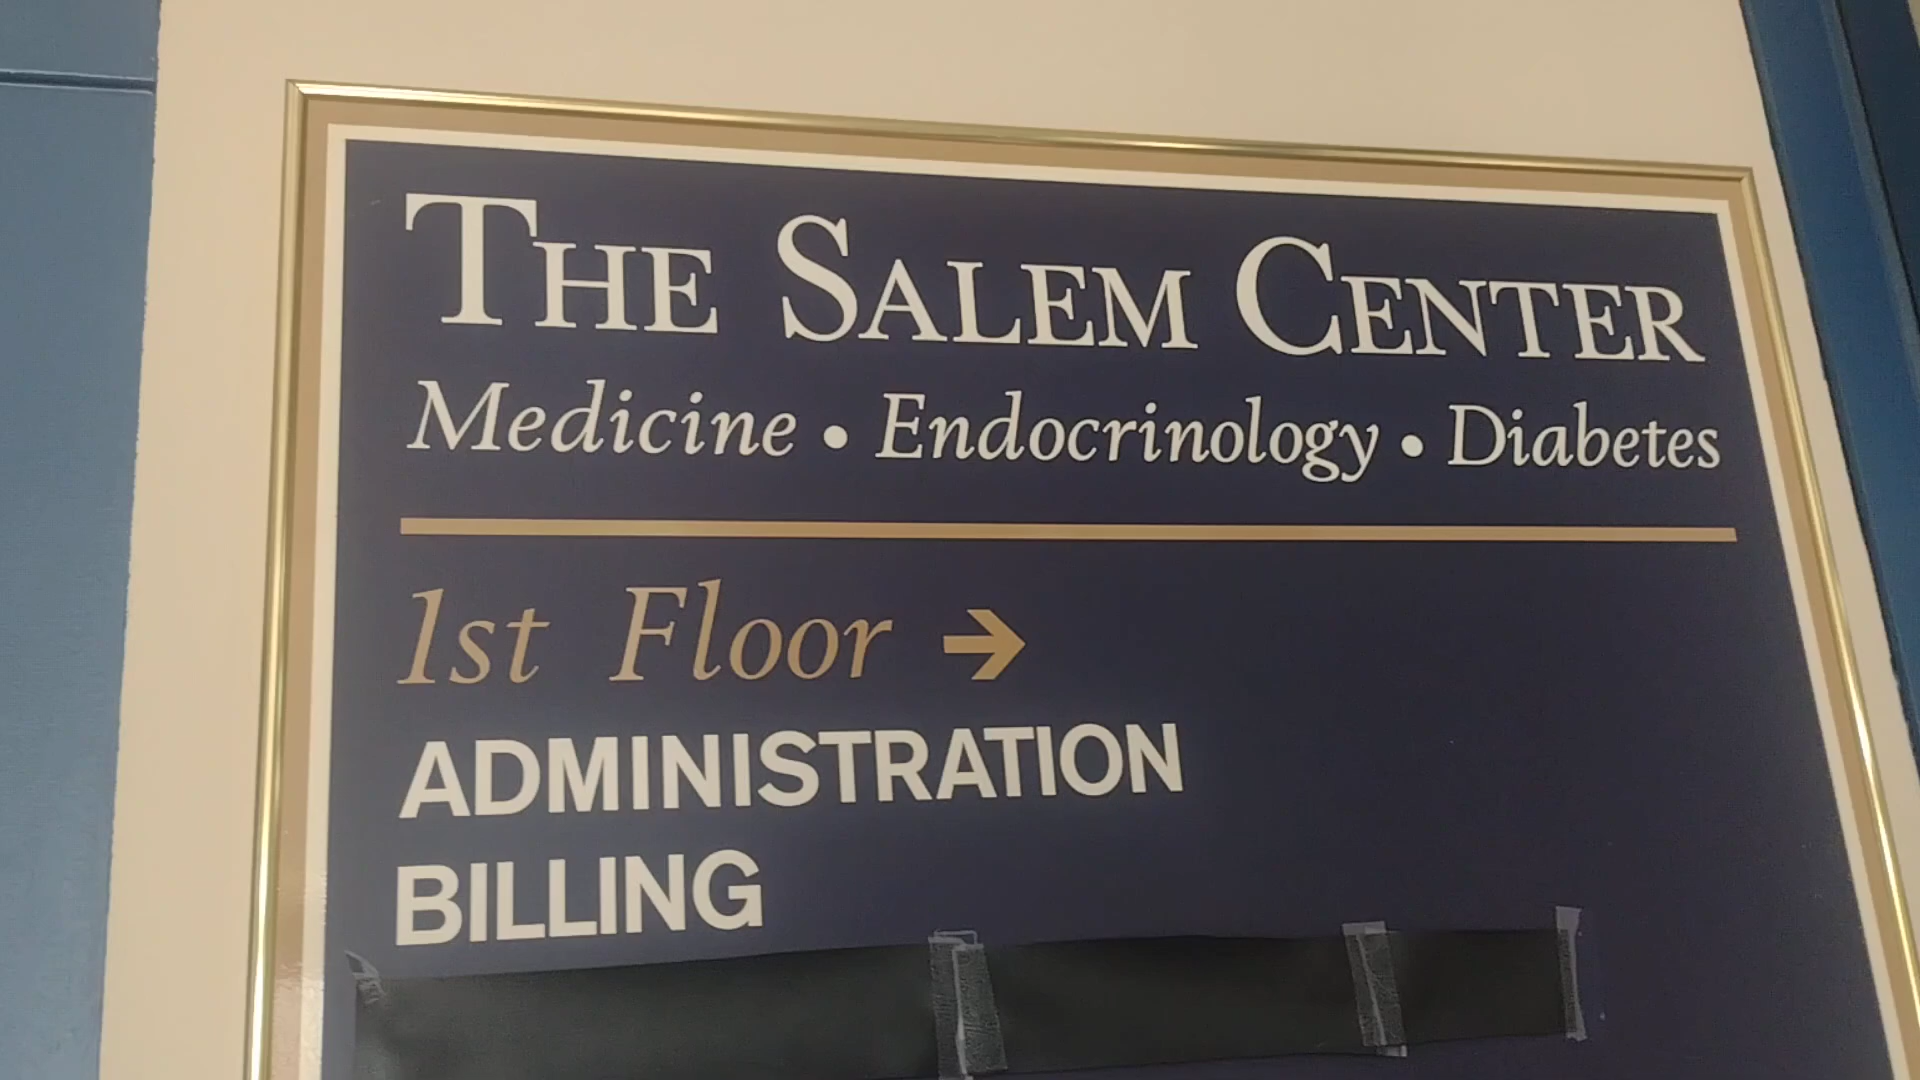 THE SALEM CENTER
Medicine • Endocrinology • Diabetes
1st Floor →
ADMINISTRATION
BILLING